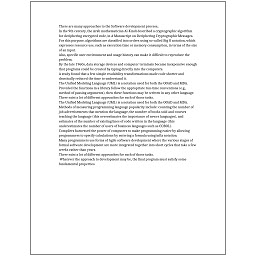 There are many approaches to the Software development process.
In the 9th century, the Arab mathematician Al-Kindi described a cryptographic algorithm
for deciphering encrypted code, in A Manuscript on Deciphering Cryptographic Messages.
For this purpose algorithms are classified into orders using so-called Big O notation, which
expresses resource use, such as execution time or memory consumption, in terms of the size
of an input.
Also, specific user environment and usage history can make it difficult to reproduce the
problem.
By the late 1960s, data storage devices and computer terminals became inexpensive enough
that programs could be created by typing directly into the computers.
A study found that a few simple readability transformations made code shorter and
drastically reduced the time to understand it.
The Unified Modeling Language (UML) is a notation used for both the OOAD and MDA.
Provided the functions in a library follow the appropriate run-time conventions (e.g.,
method of passing arguments), then these functions may be written in any other language.
There exist a lot of different approaches for each of those tasks.
The Unified Modeling Language (UML) is a notation used for both the OOAD and MDA.
Methods of measuring programming language popularity include: counting the number of
job advertisements that mention the language, the number of books sold and courses
teaching the language (this overestimates the importance of newer languages), and
estimates of the number of existing lines of code written in the language (this
underestimates the number of users of business languages such as COBOL).
Compilers harnessed the power of computers to make programming easier by allowing
programmers to specify calculations by entering a formula using infix notation.
Many programmers use forms of Agile software development where the various stages of
formal software development are more integrated together into short cycles that take a few
weeks rather than years.
There exist a lot of different approaches for each of those tasks.
Whatever the approach to development may be, the final program must satisfy some
fundamental properties.